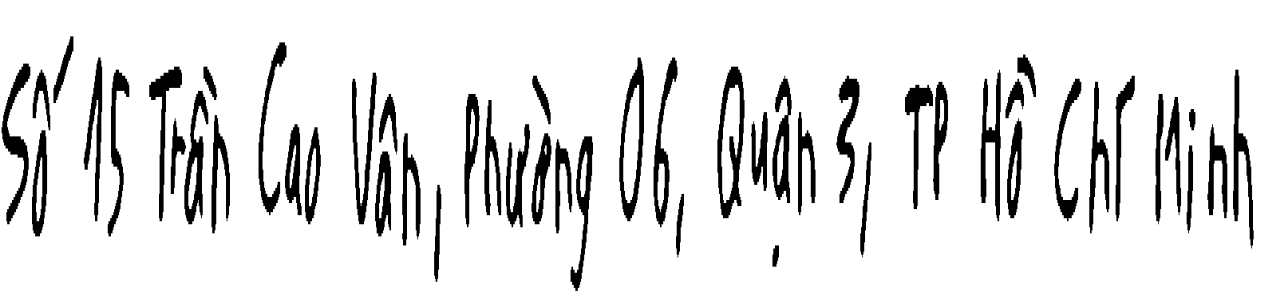 Số 15 Trần Cao Vân, Phường 06, Quận 3, TP Hồ Chí Minh